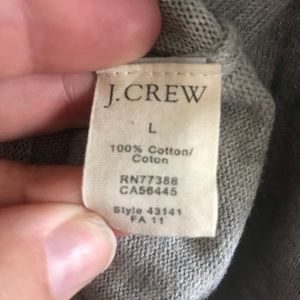 J.CREW
L
100% Cotton/
Coton
RN77388
CA56445
Style 43141
FA 11